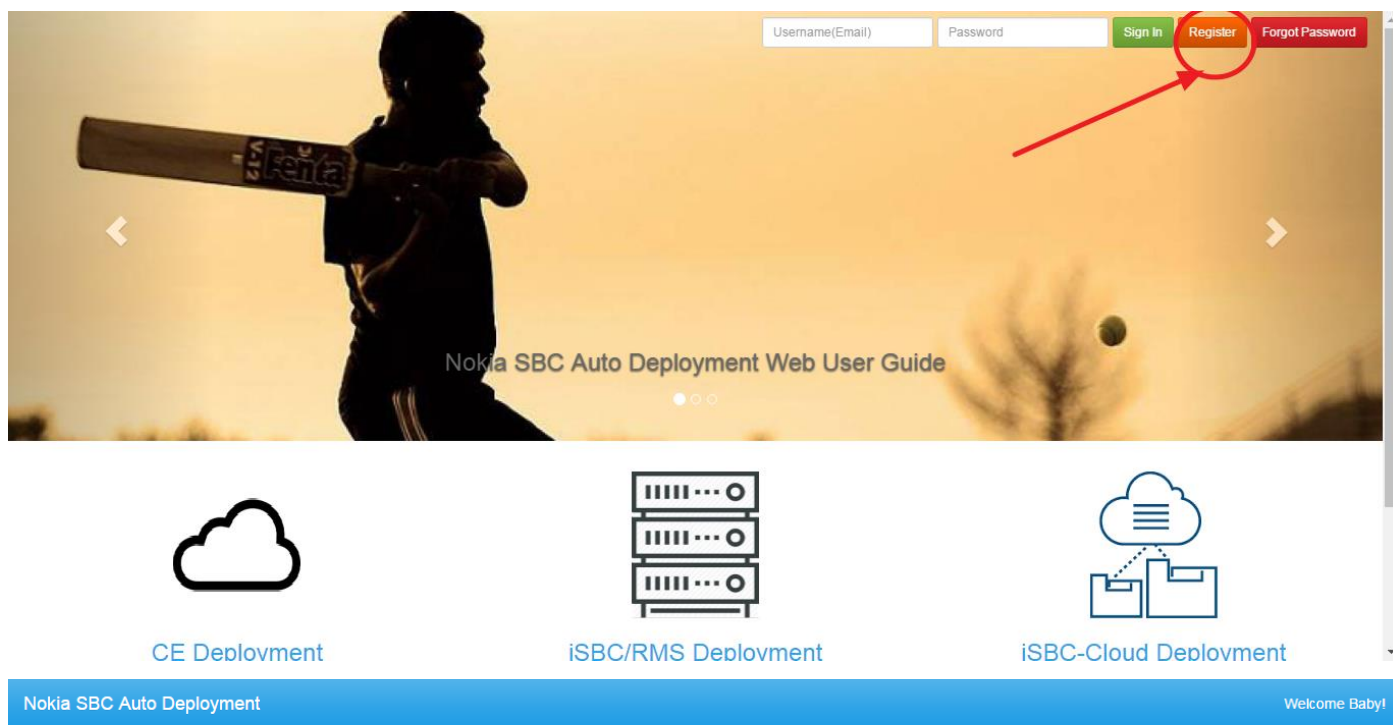 Username(Email) Password Sign In Register Forgot Password
V-12 Fenta
Nokia SBC Auto Deployment Web User Guide
CE Deployment iSBC/RMS Deployment iSBC-Cloud Deployment
Nokia SBC Auto Deployment Welcome Baby!